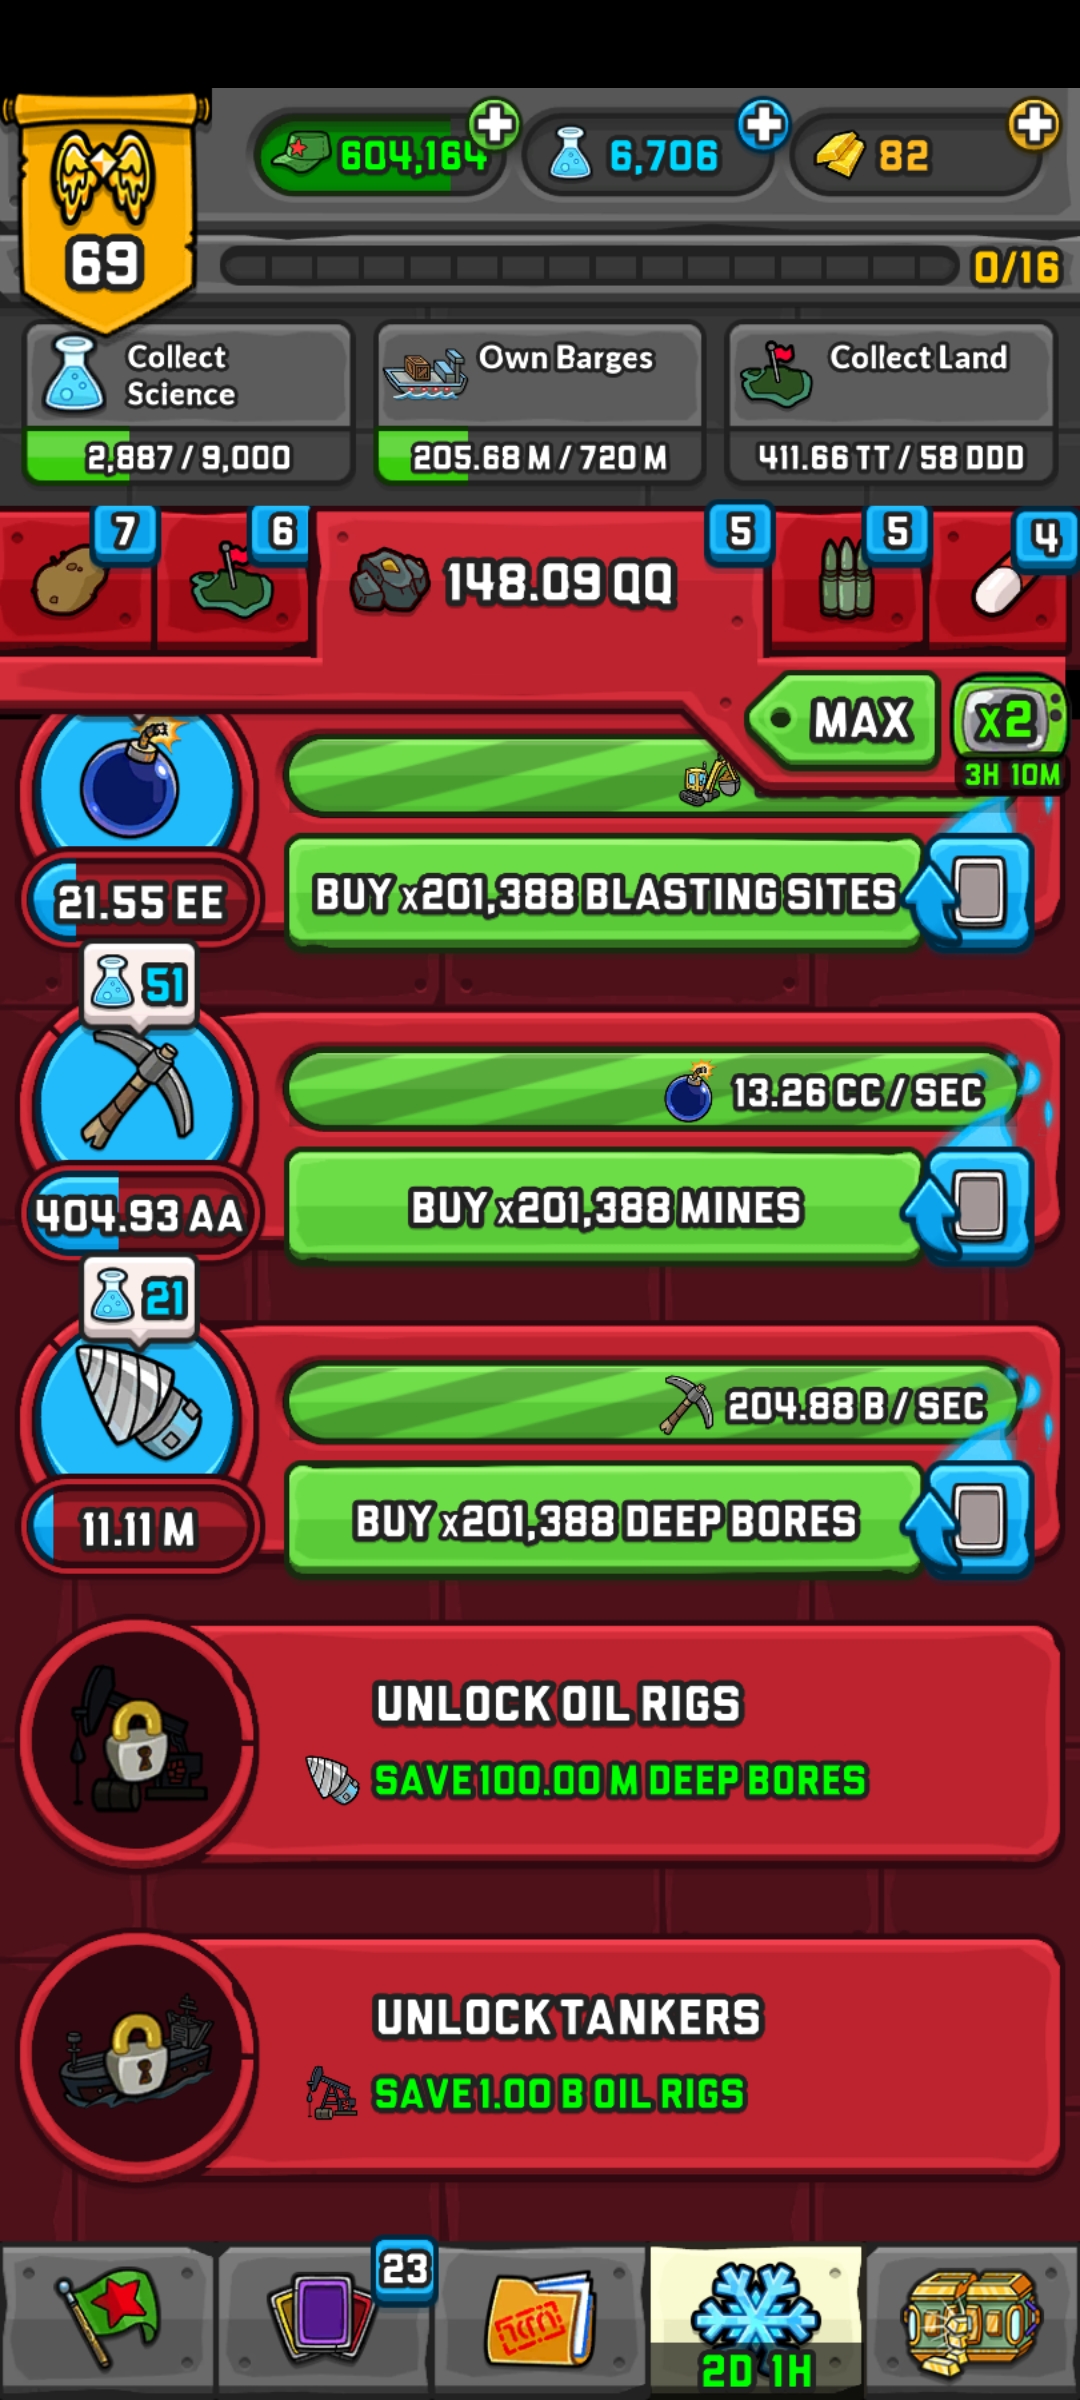 604,164
6,706
82
69
0/16
Collect
Science
2,887 / 9,000
Own Barges
205.68 M / 720 M
Collect Land
411.66 TT / 58 DDD
7
6
148.09 QQ
5
5
4
MAX
x2
3H 10M
21.55 EE
BUY x201,388 BLASTING SITES
51
13.26 CC / SEC
404.93 AA
BUY x201,388 MINES
21
204.88 B / SEC
11.11 M
BUY x201,388 DEEP BORES
UNLOCK OIL RIGS
SAVE 100.00 M DEEP BORES
UNLOCK TANKERS
SAVE 1.00 B OIL RIGS
23
2D 1H